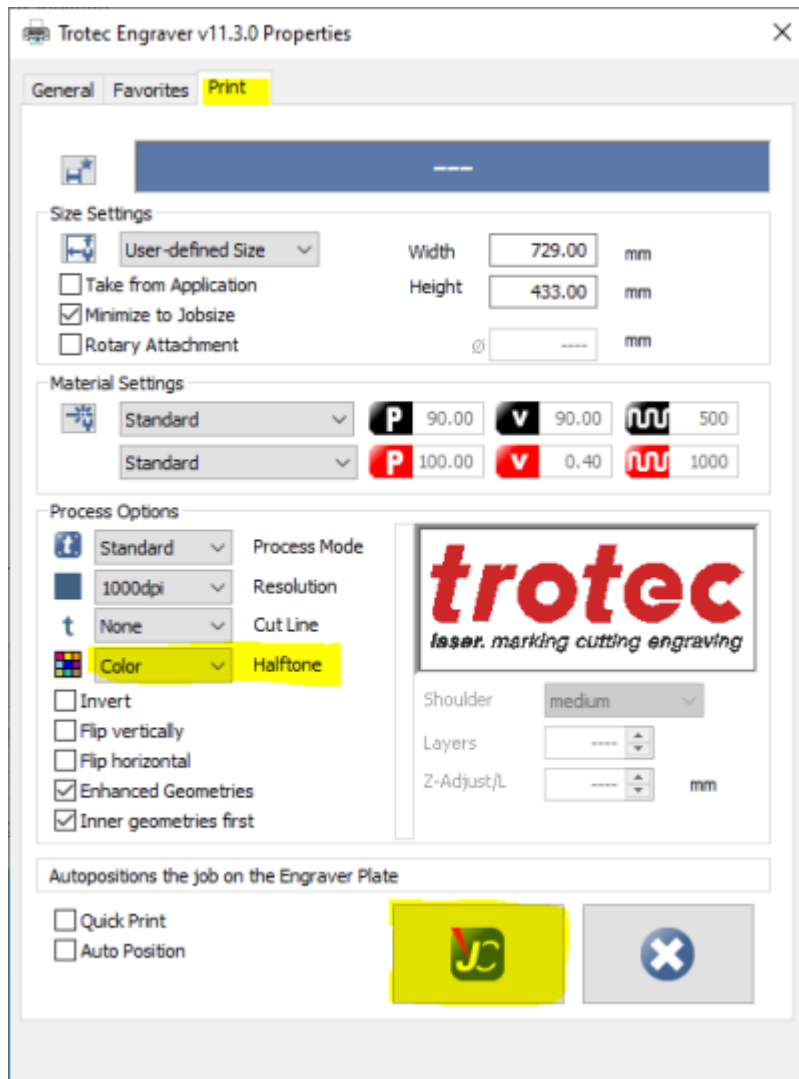 Trotec Engraver v11.3.0 Properties
General Favorites Print
---
Size Settings
User-defined Size Width 729.00 mm
Take from Application Height 433.00 mm
Minimize to Jobsize
Rotary Attachment ø ---- mm
Material Settings
Standard P 90.00 v 90.00 500
Standard P 100.00 v 0.40 1000
Process Options
t Standard Process Mode
1000dpi Resolution
t None Cut Line
Color Halftone
trotec
laser. marking cutting engraving
Invert
Flip vertically
Flip horizontal
Enhanced Geometries
Inner geometries first
Shoulder medium
Layers ----
Z-Adjust/L ---- mm
Autopositions the job on the Engraver Plate
Quick Print
Auto Position
JC